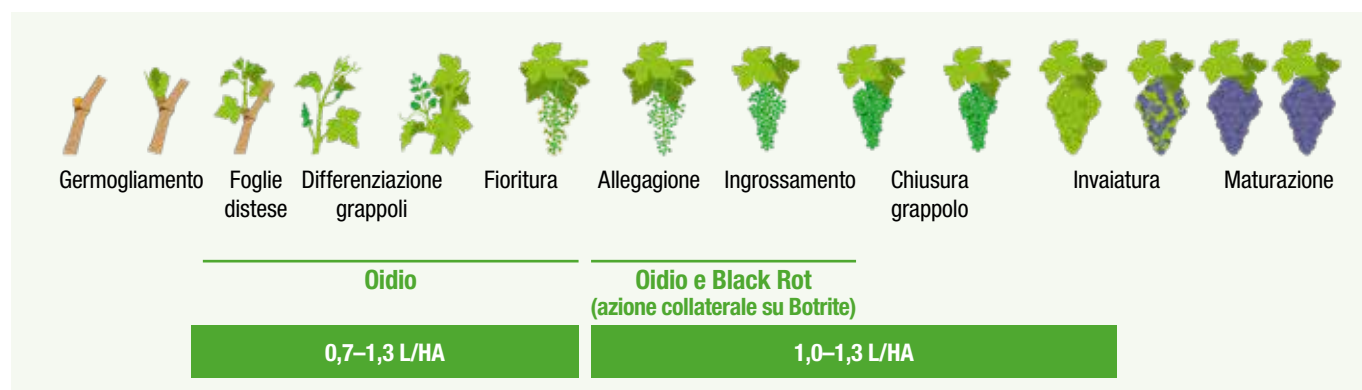 Germogliamento
Foglie
distese
Differenziazione
grappoli
Fioritura
Allegagione
Ingrossamento
Chiusura
grappolo
Invaiatura
Maturazione
Oidio
Oidio e Black Rot
(azione collaterale su Botrite)
0,7–1,3 L/HA
1,0–1,3 L/HA